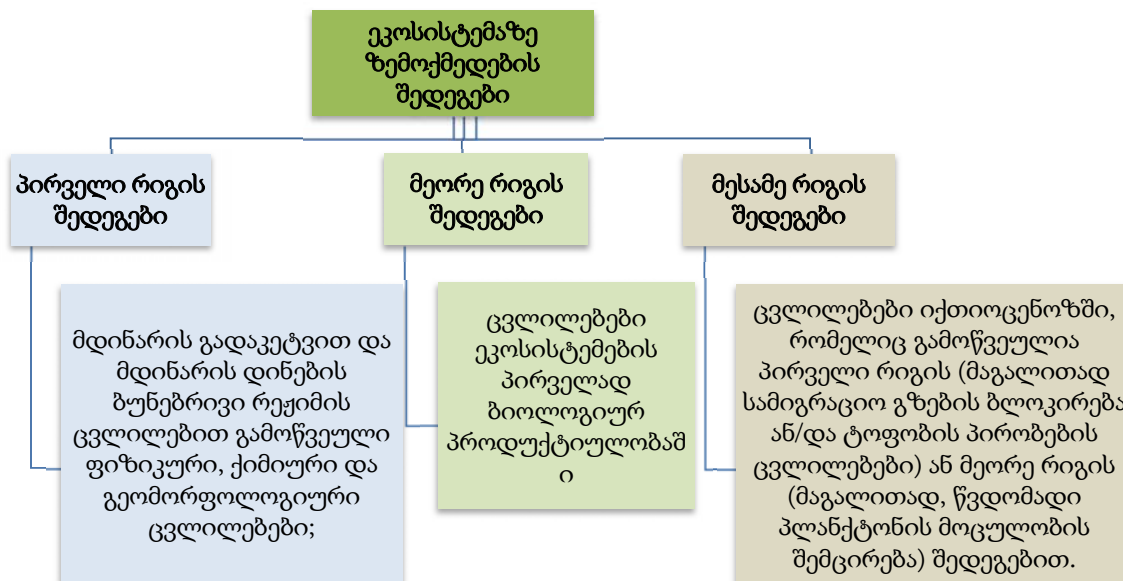 ეკოსისტემაზე
ზემოქმედების
შედეგები
პირველი რიგის
შედეგები
მეორე რიგის
შედეგები
მესამე რიგის
შედეგები
მდინარის გადაკეტვით და
მდინარის დინების
ბუნებრივი რეჟიმის
ცვლილებით გამოწვეული
ფიზიკური, ქიმიური და
გეომორფოლოგიური
ცვლილებები;
ცვლილებები
ეკოსისტემების
პირველად
ბიოლოგიურ
პროდუქტიულობაშ
ი
ცვლილებები იქთიოცენოზში,
რომელიც გამოწვეულია
პირველი რიგის (მაგალითად
სამიგრაციო გზების ბლოკირება
ან/და ტოფობის პირობების
ცვლილებები) ან მეორე რიგის
(მაგალითად, წვდომადი
პლანქტონის მოცულობის
შემცირება) შედეგებით.